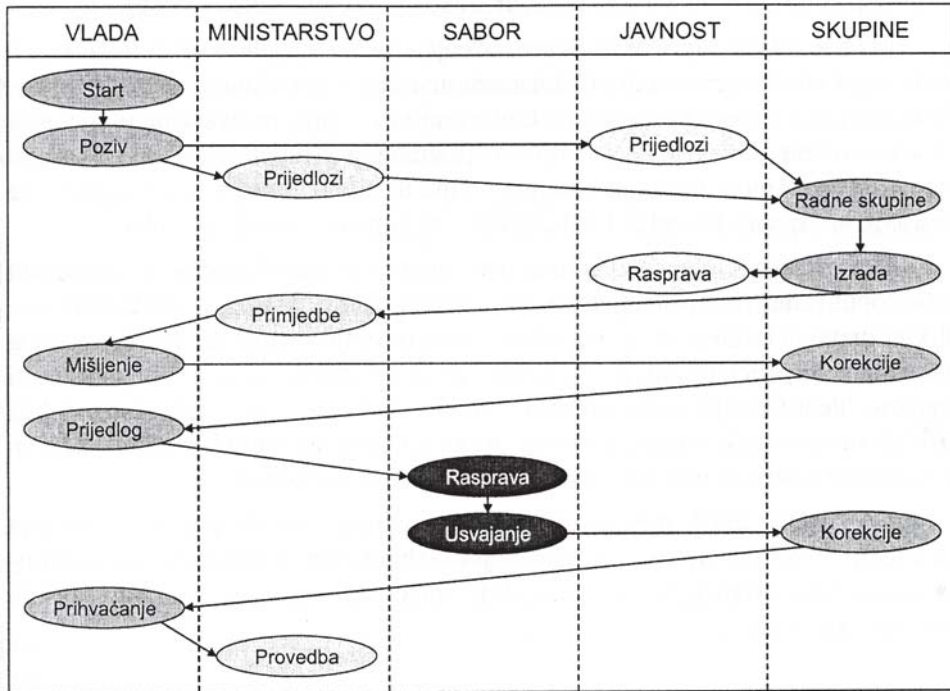 VLADA
MINISTARSTVO
SABOR
JAVNOST
SKUPINE
Start
Poziv
Prijedlozi
Prijedlozi
Radne skupine
Rasprava
Izrada
Primjedbe
Mišljenje
Korekcije
Prijedlog
Rasprava
Usvajanje
Korekcije
Prihvaćanje
Provedba